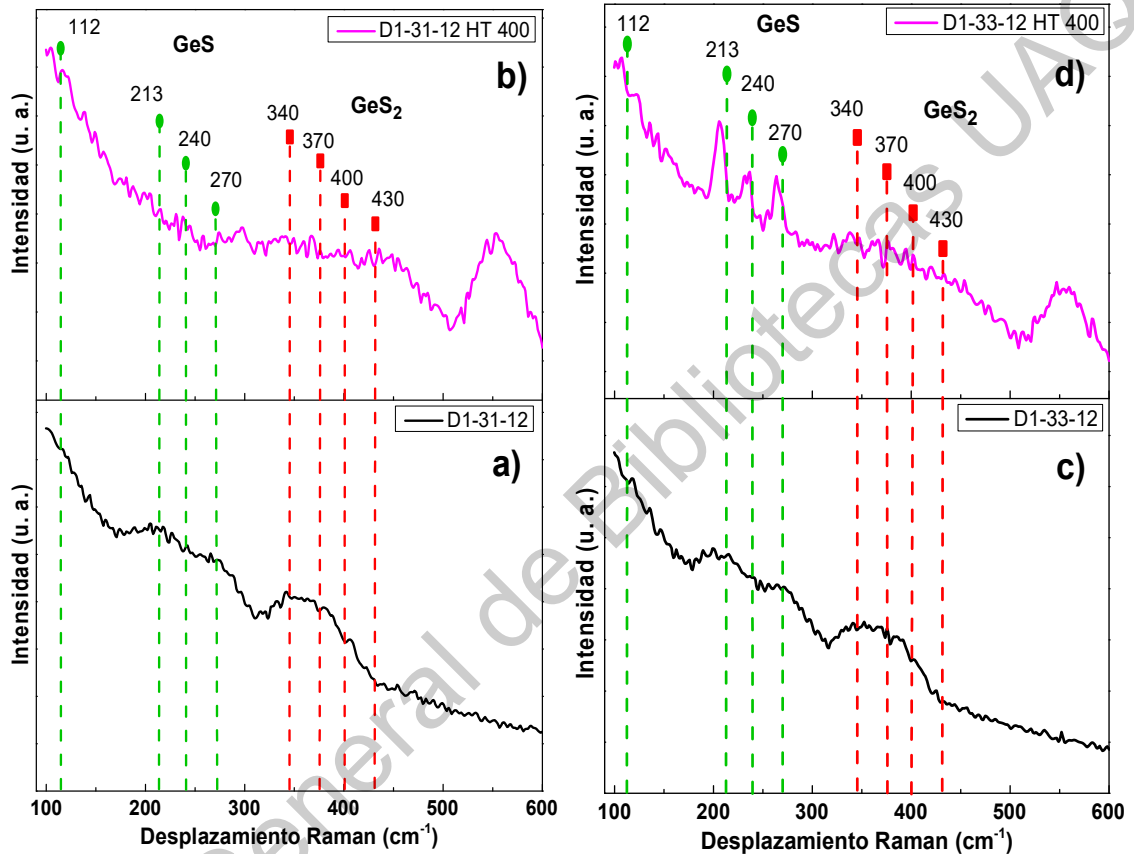 D1-31-12 HT 400
112
GeS
b)
213
GeS2
340
240
370
270
400
430
Intensidad (u. a.)
D1-31-12
a)
Intensidad (u. a.)
100 200 300 400 500 600
Desplazamiento Raman (cm-1)
D1-33-12 HT 400
112
GeS
d)
213
240
GeS2
340
270
370
400
430
Intensidad (u. a.)
D1-33-12
c)
Intensidad (u. a.)
100 200 300 400 500 600
Desplazamiento Raman (cm-1)
General de Bibliotecas UAQ